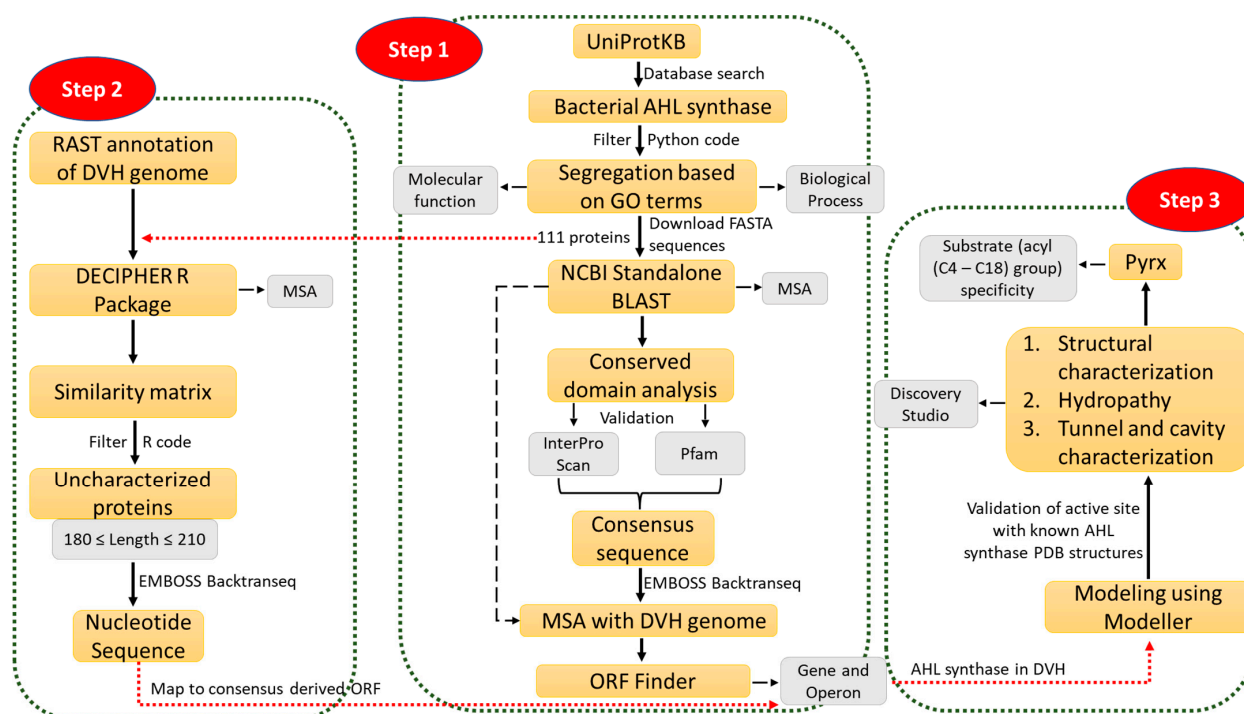 Step 1
UniProtKB
Database search
Bacterial AHL synthase
Filter
Python code
Segregation based
on GO terms
Molecular
function
Biological
Process
111 proteins
Download FASTA
sequences
NCBI Standalone
BLAST
MSA
Conserved
domain analysis
Validation
InterPro
Scan
Pfam
Consensus
sequence
EMBOSS Backtranseq
MSA with DVH genome
ORF Finder
Gene and
Operon
Step 2
RAST annotation
of DVH genome
DECIPHER R
Package
MSA
Similarity matrix
Filter
R code
Uncharacterized
proteins
180 ≤ Length ≤ 210
EMBOSS Backtranseq
Nucleotide
Sequence
Map to consensus derived ORF
Step 3
Substrate (acyl
(C4 – C18) group)
specificity
Pyrx
1. Structural
characterization
2. Hydropathy
3. Tunnel and cavity
characterization
Discovery
Studio
Validation of active site
with known AHL
synthase PDB structures
Modeling using
Modeller
AHL synthase in DVH